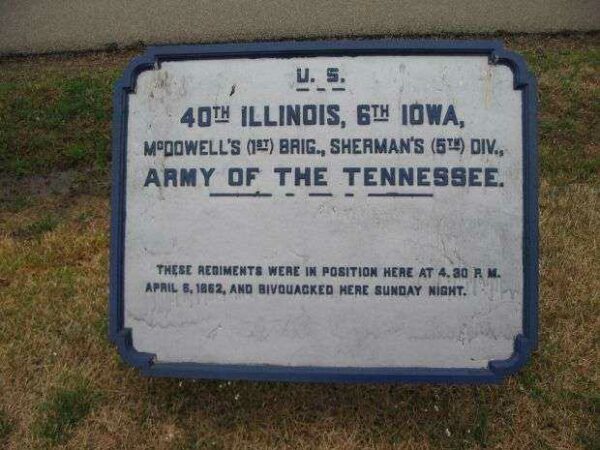 U. S.
40TH ILLINOIS, 6TH IOWA,
McDOWELL'S (1ST) BRIG., SHERMAN'S (5TH) DIV.,
ARMY OF THE TENNESSEE.
THESE REGIMENTS WERE IN POSITION HERE AT 4.30 P. M.
APRIL 6, 1862, AND BIVOUACKED HERE SUNDAY NIGHT.